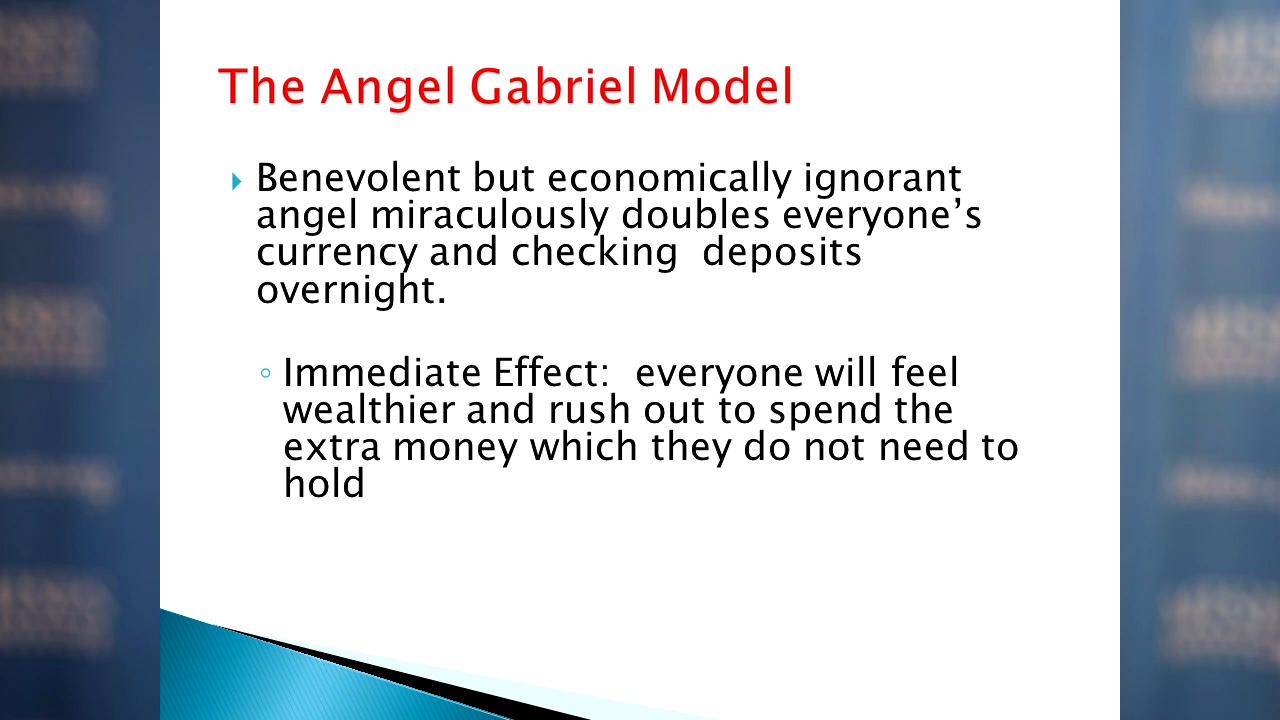 The Angel Gabriel Model
Benevolent but economically ignorant
angel miraculously doubles everyone’s
currency and checking  deposits
overnight.
Immediate Effect:  everyone will feel
wealthier and rush out to spend the
extra money which they do not need to
hold